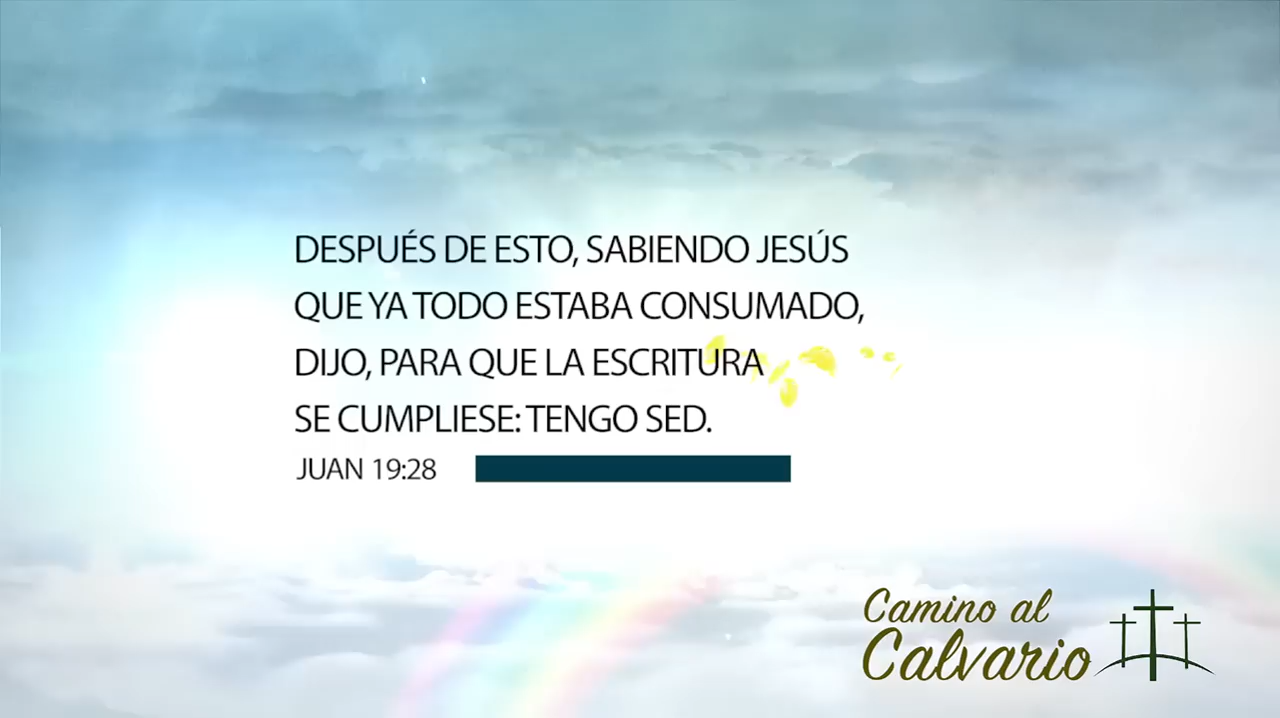 DESPUÉS DE ESTO, SABIENDO JESÚS
QUE YA TODO ESTABA CONSUMADO,
DIJO, PARA QUE LA ESCRITURA
SE CUMPLIESE: TENGO SED.
JUAN 19:28
Camino al
Calvario